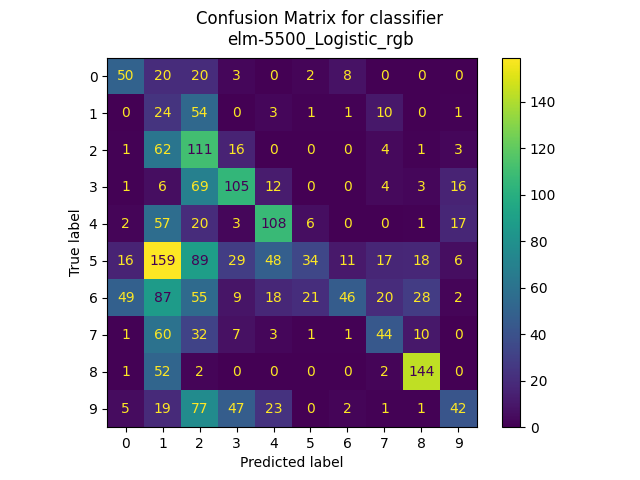 Confusion Matrix for classifier
elm-5500_Logistic_rgb
0 50 20 20 3 0 2 8 0 0 0
1 0 24 54 0 3 1 1 10 0 1
2 1 62 111 16 0 0 0 4 1 3
3 1 6 69 105 12 0 0 4 3 16
4 2 57 20 3 108 6 0 0 1 17
5 16 159 89 29 48 34 11 17 18 6
6 49 87 55 9 18 21 46 20 28 2
7 1 60 32 7 3 1 1 44 10 0
8 1 52 2 0 0 0 0 2 144 0
9 5 19 77 47 23 0 2 1 1 42
0 1 2 3 4 5 6 7 8 9
Predicted label
True label
140
120
100
80
60
40
20
0